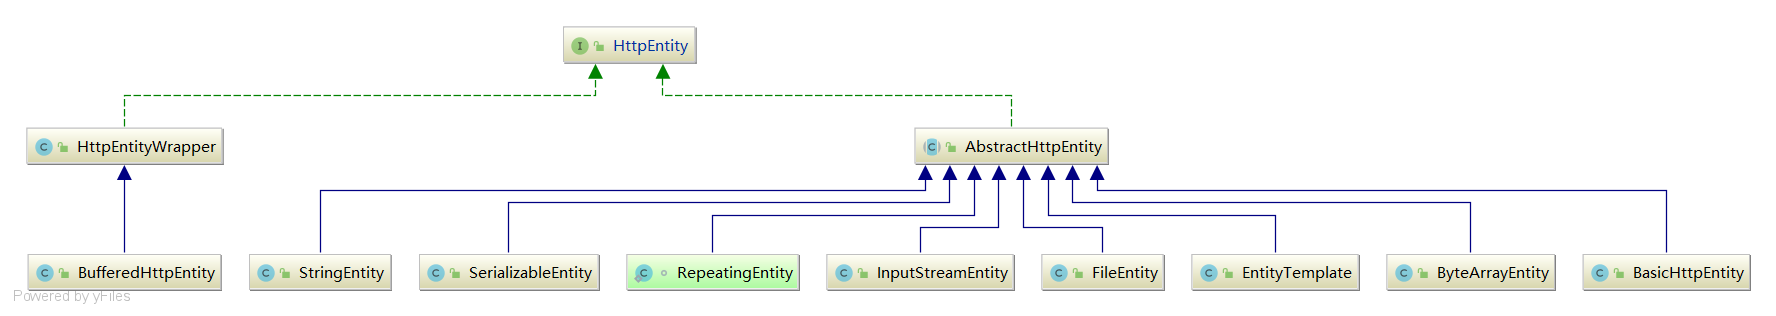 HttpEntity
HttpEntityWrapper
AbstractHttpEntity
BufferedHttpEntity
StringEntity
SerializableEntity
RepeatingEntity
InputStreamEntity
FileEntity
EntityTemplate
ByteArrayEntity
BasicHttpEntity
Powered by yFiles